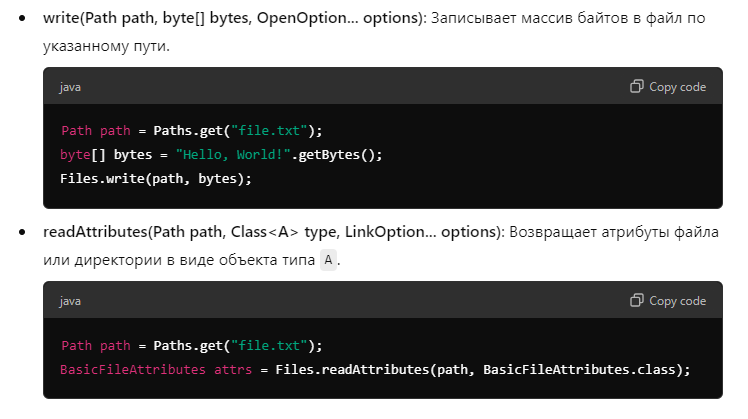 write(Path path, byte[] bytes, OpenOption... options): Записывает массив байтов в файл по
указанному пути.
java Copy code
Path path = Paths.get("file.txt");
byte[] bytes = "Hello, World!".getBytes();
Files.write(path, bytes);
readAttributes(Path path, Class<A> type, LinkOption... options): Возвращает атрибуты файла
или директории в виде объекта типа A.
java Copy code
Path path = Paths.get("file.txt");
BasicFileAttributes attrs = Files.readAttributes(path, BasicFileAttributes.class);